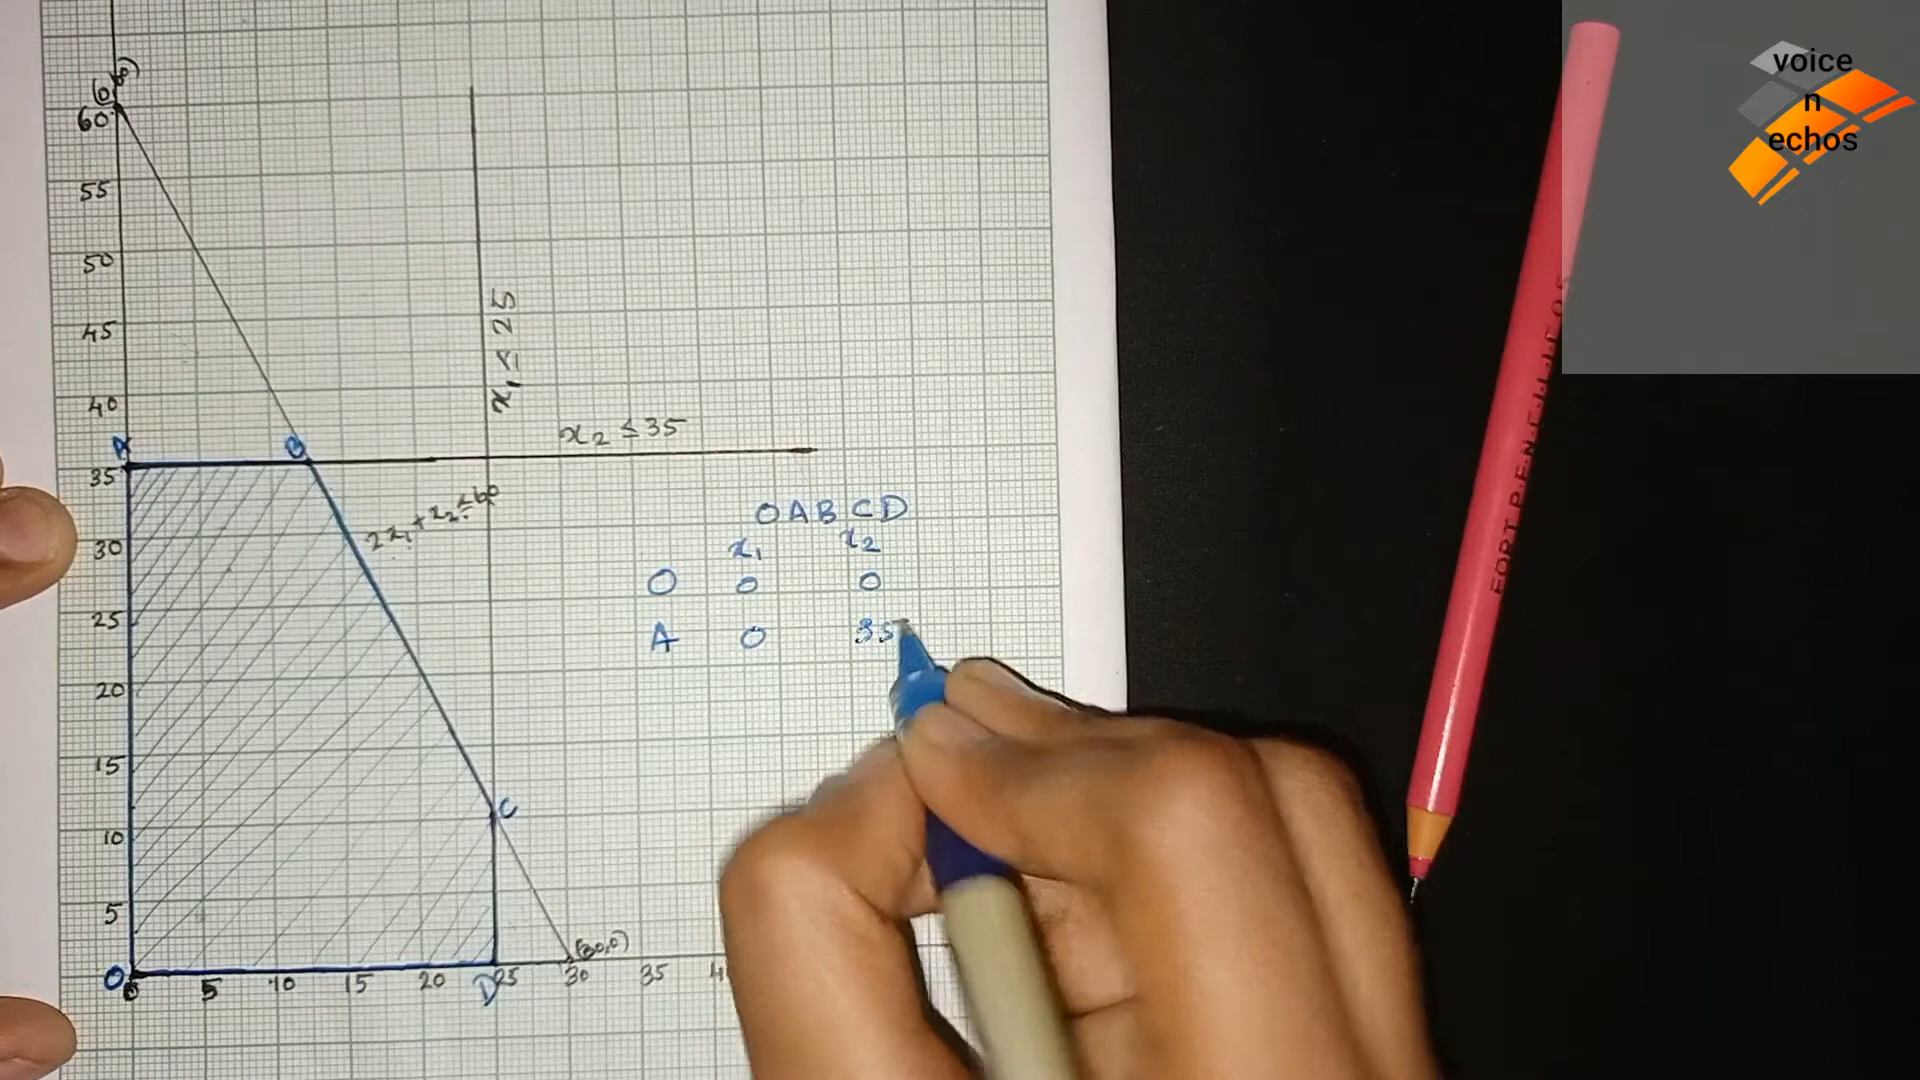 voice
n
echos
(0,60)
60
55
50
45
40
35
30
25
20
15
10
5
0
5
10
15
20
25
30
35
A
B
C
D
O
(30,0)
x₁ ≤ 25
x₂ ≤ 35
2x₁ + x₂ ≤ 60
OABCD
x₁ x₂
O 0 0
A 0 35
FORT PENCILLICO